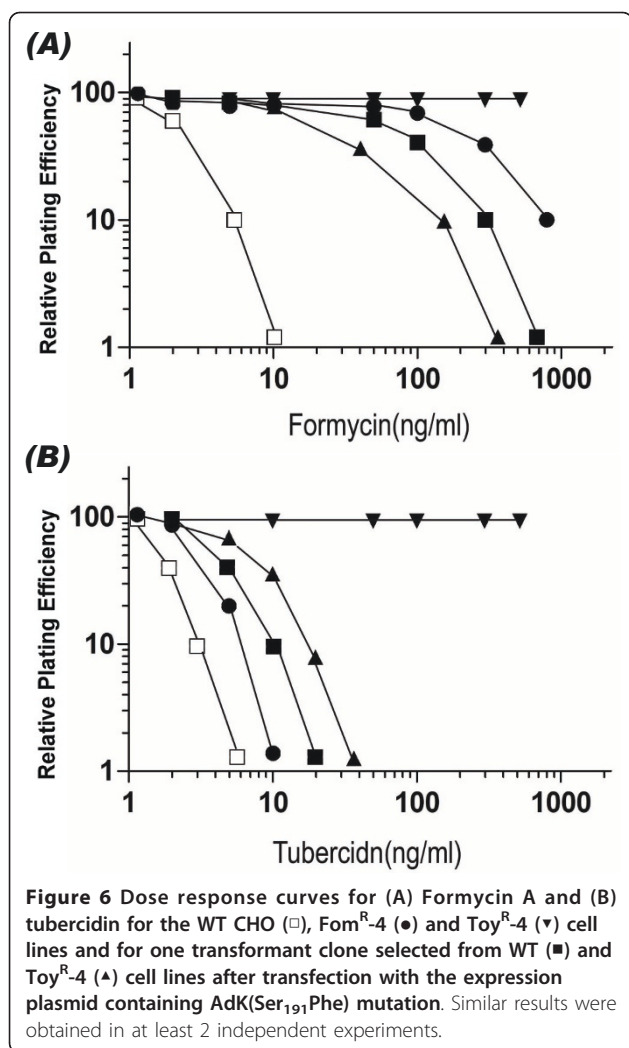 (A)
Relative Plating Efficiency
100
10
1
1 10 100 1000
Formycin(ng/ml)
(B)
Relative Plating Efficiency
100
10
1
1 10 100 1000
Tubercidn(ng/ml)
Figure 6 Dose response curves for (A) Formycin A and (B)
tubercidin for the WT CHO (□), Fom^R-4 (●) and Toy^R-4 (▼) cell
lines and for one transformant clone selected from WT (■) and
Toy^R-4 (▲) cell lines after transfection with the expression
plasmid containing AdK(Ser₁₉₁Phe) mutation. Similar results were
obtained in at least 2 independent experiments.